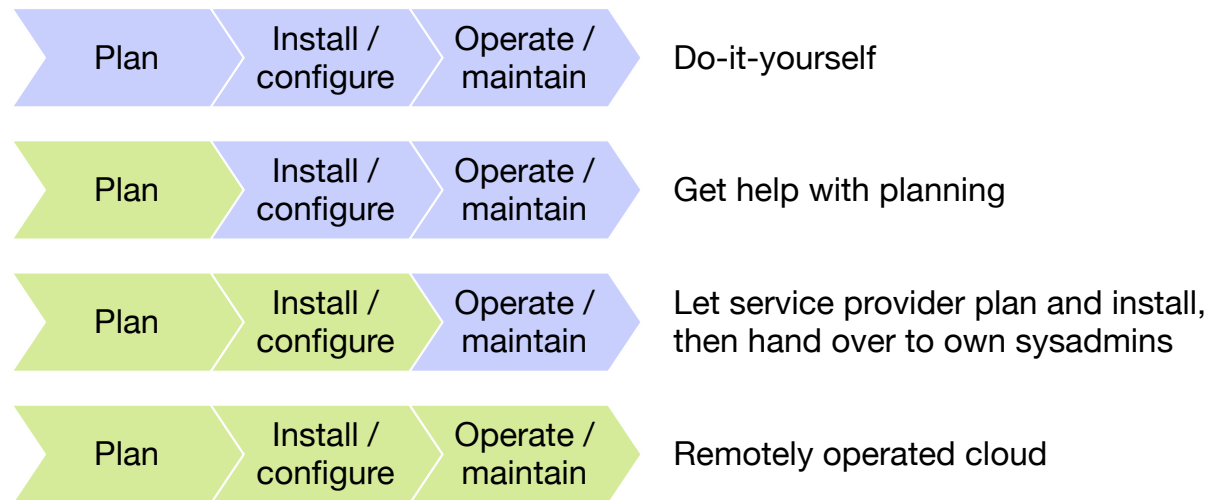 Plan
Install /
configure
Operate /
maintain
Do-it-yourself
Plan
Install /
configure
Operate /
maintain
Get help with planning
Plan
Install /
configure
Operate /
maintain
Let service provider plan and install,
then hand over to own sysadmins
Plan
Install /
configure
Operate /
maintain
Remotely operated cloud